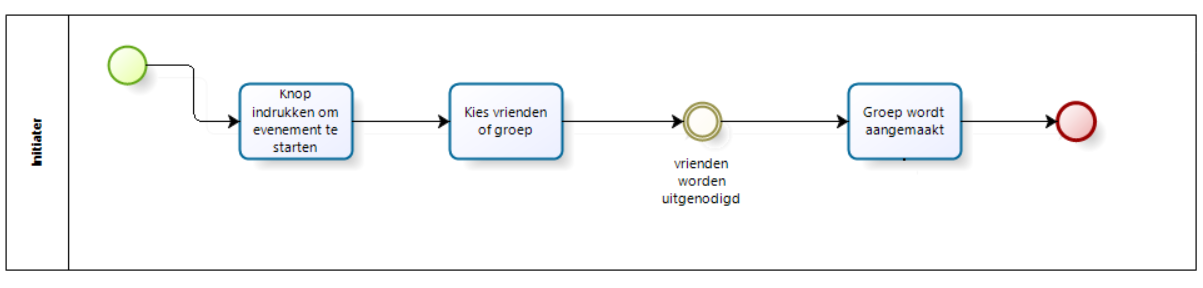 Initiater
Knop
indrukken om
evenement te
starten
Kies vrienden
of groep
vrienden
worden
uitgenodigd
Groep wordt
aangemaakt